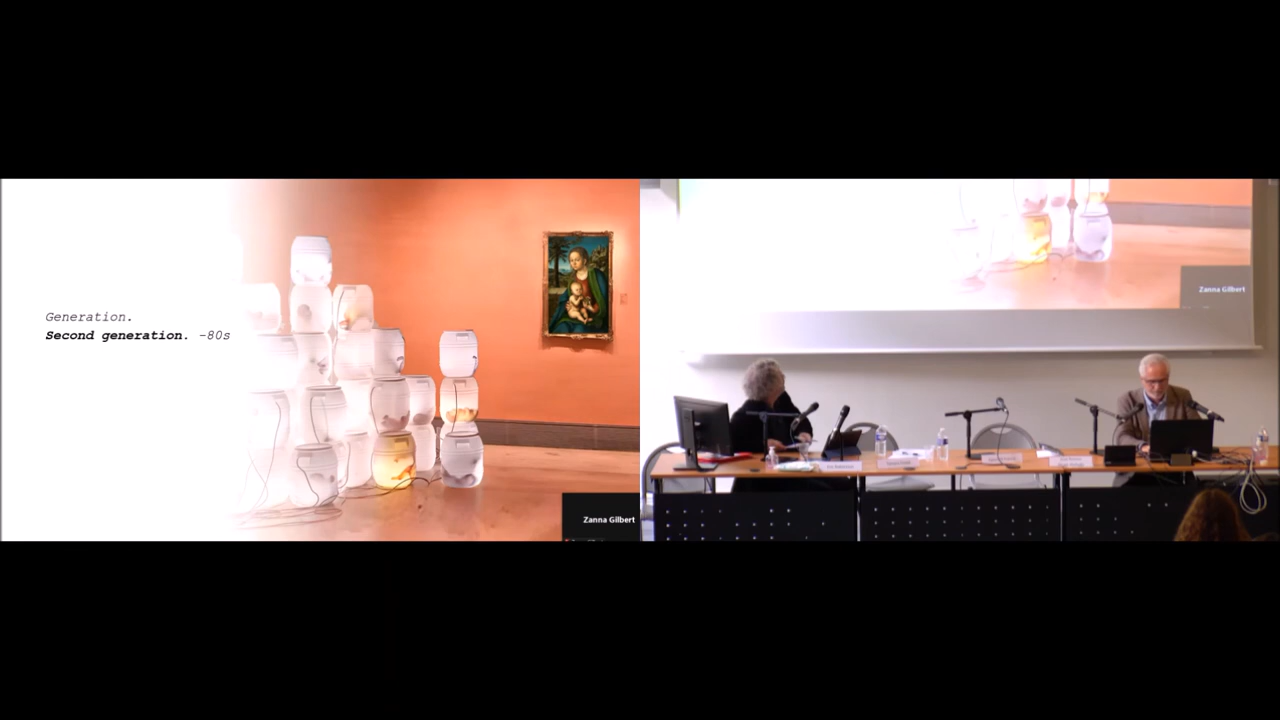 Generation.
Second generation. -80s
Zanna Gilbert
Zanna Gilbert